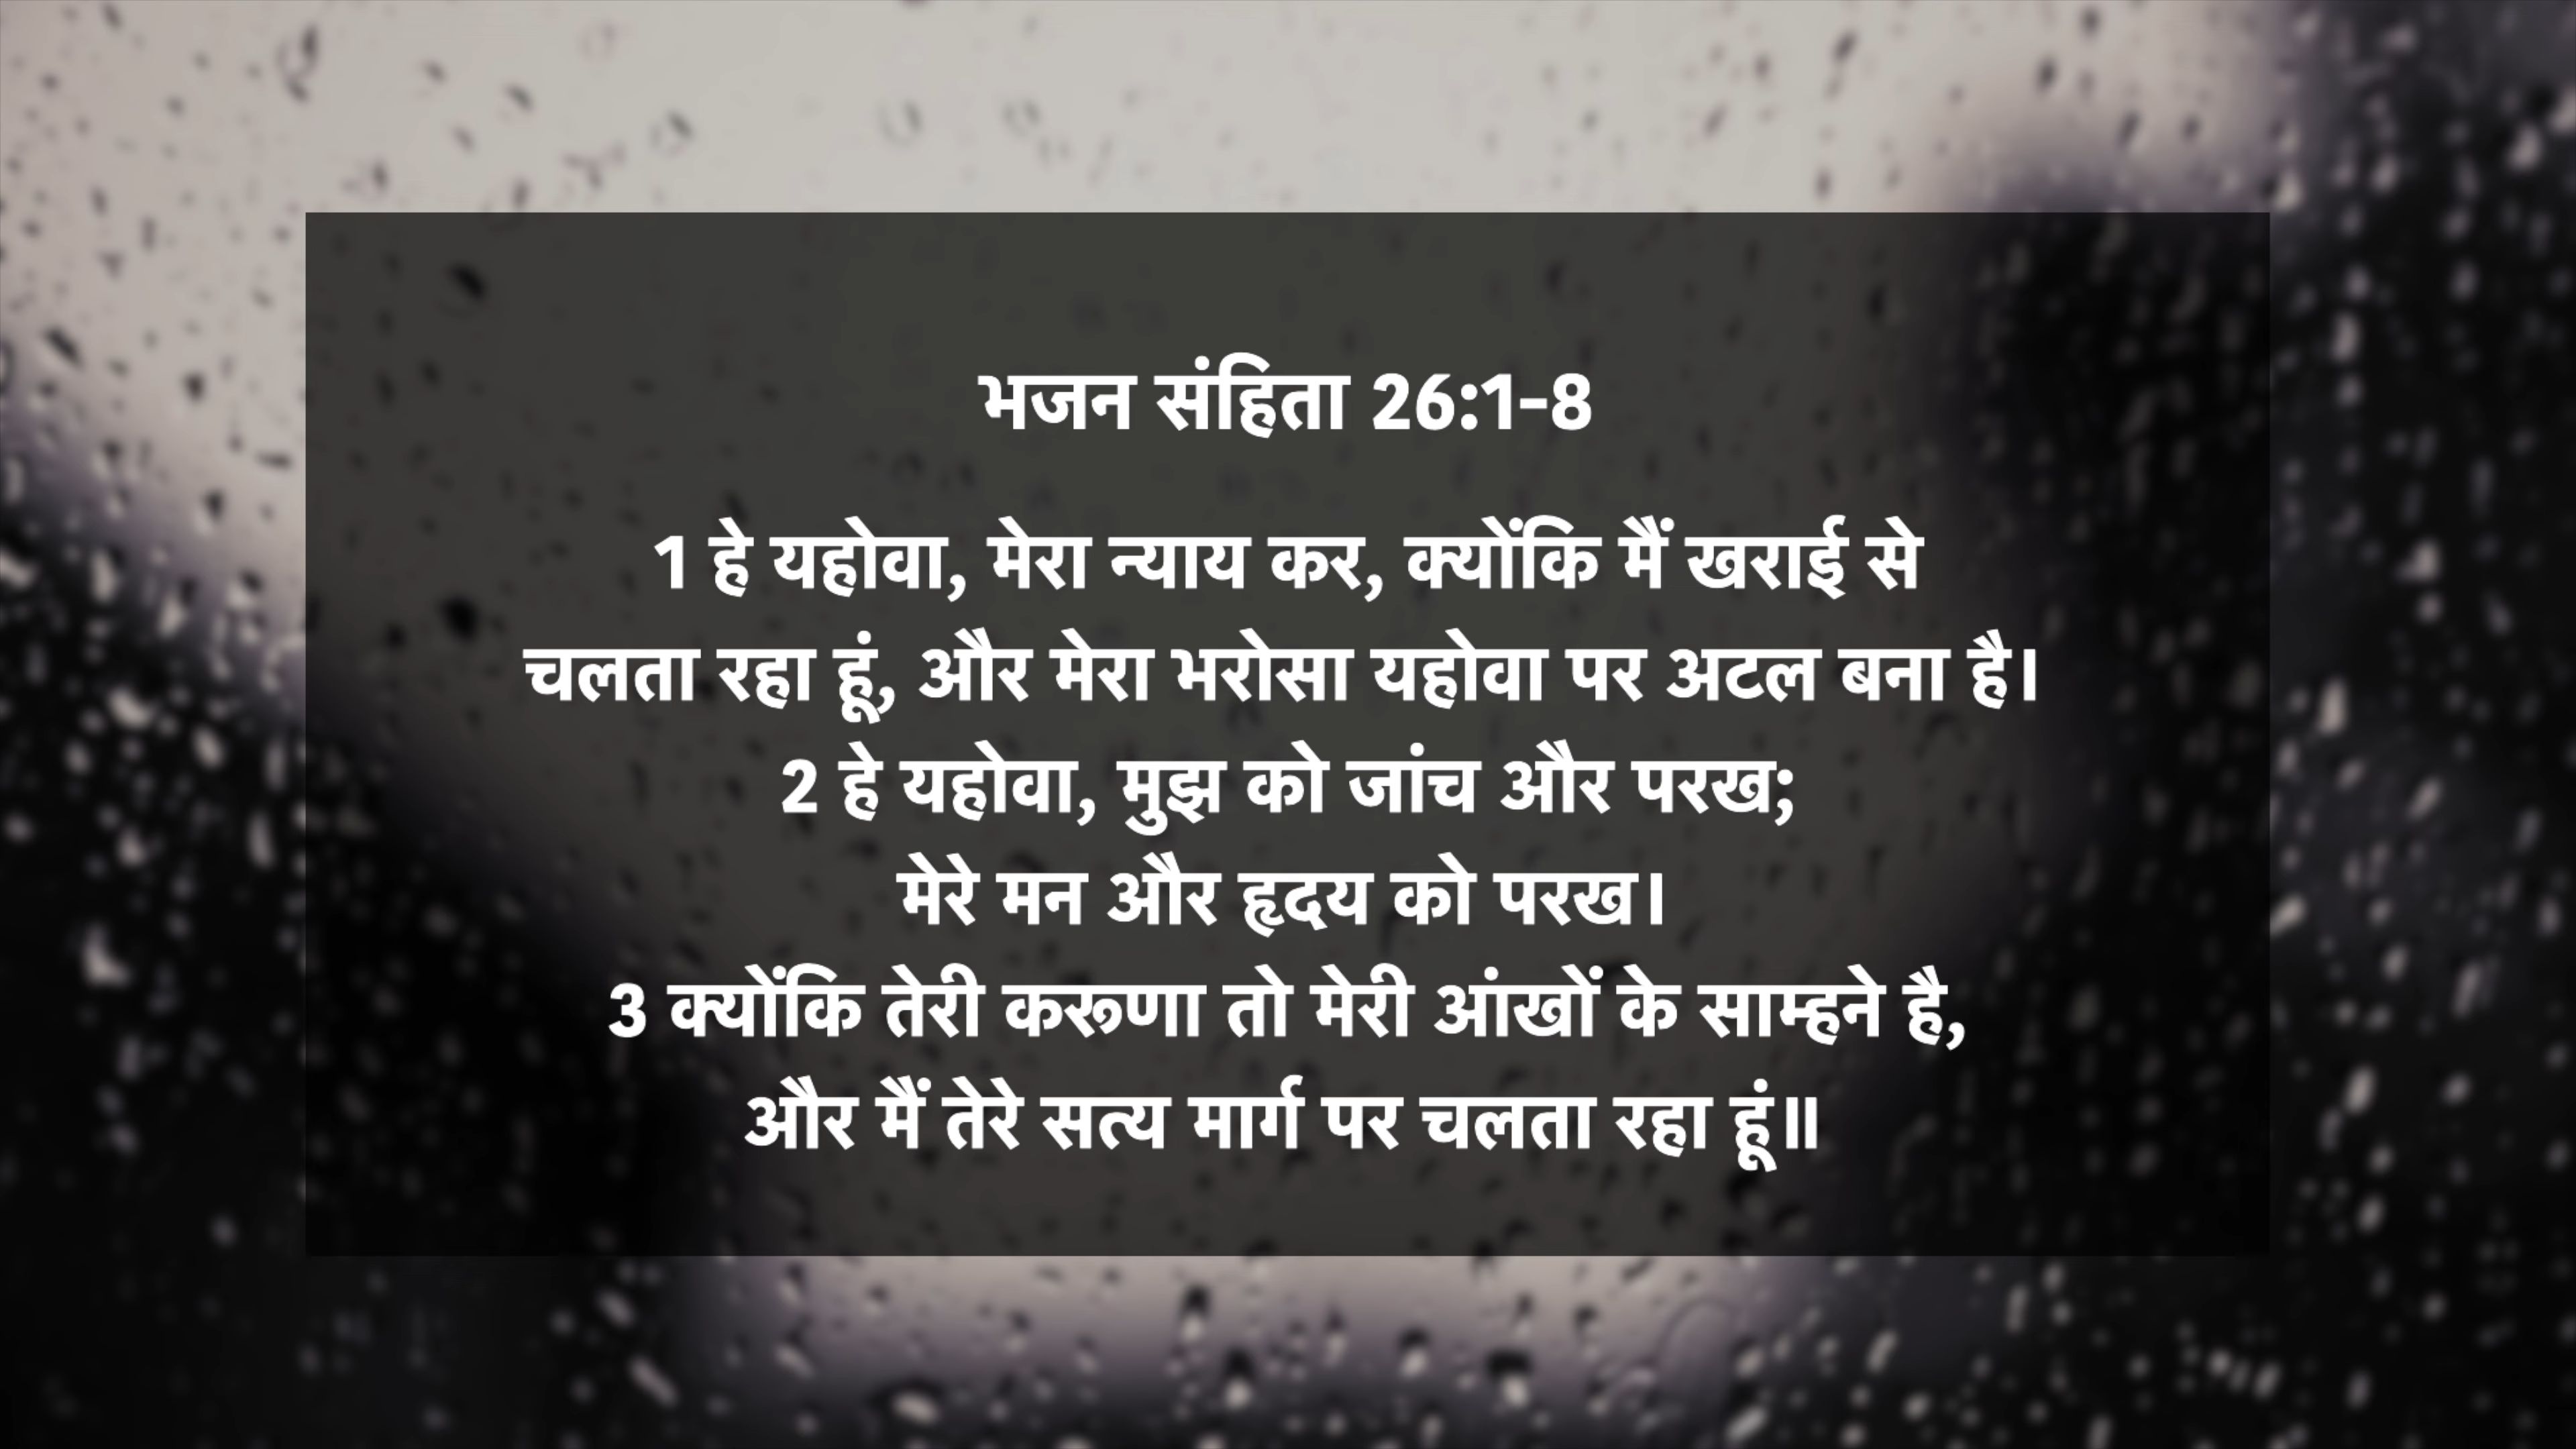 भजन संहिता 26:1-8
1 हे यहोवा, मेरा न्याय कर, क्योंकि मैं खराई से
चलता रहा हूं, और मेरा भरोसा यहोवा पर अटल बना है।
2 हे यहोवा, मुझ को जांच और परख;
मेरे मन और हृदय को परख।
3 क्योंकि तेरी करूणा तो मेरी आंखों के साम्हने है,
और मैं तेरे सत्य मार्ग पर चलता रहा हूं॥